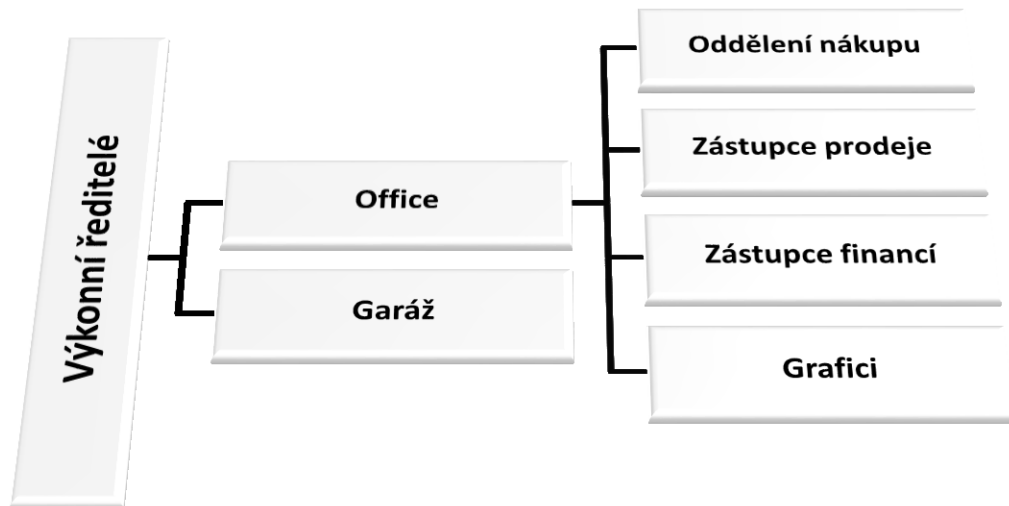 Výkonní ředitelé
Office
Garáž
Oddělení nákupu
Zástupce prodeje
Zástupce financí
Grafici